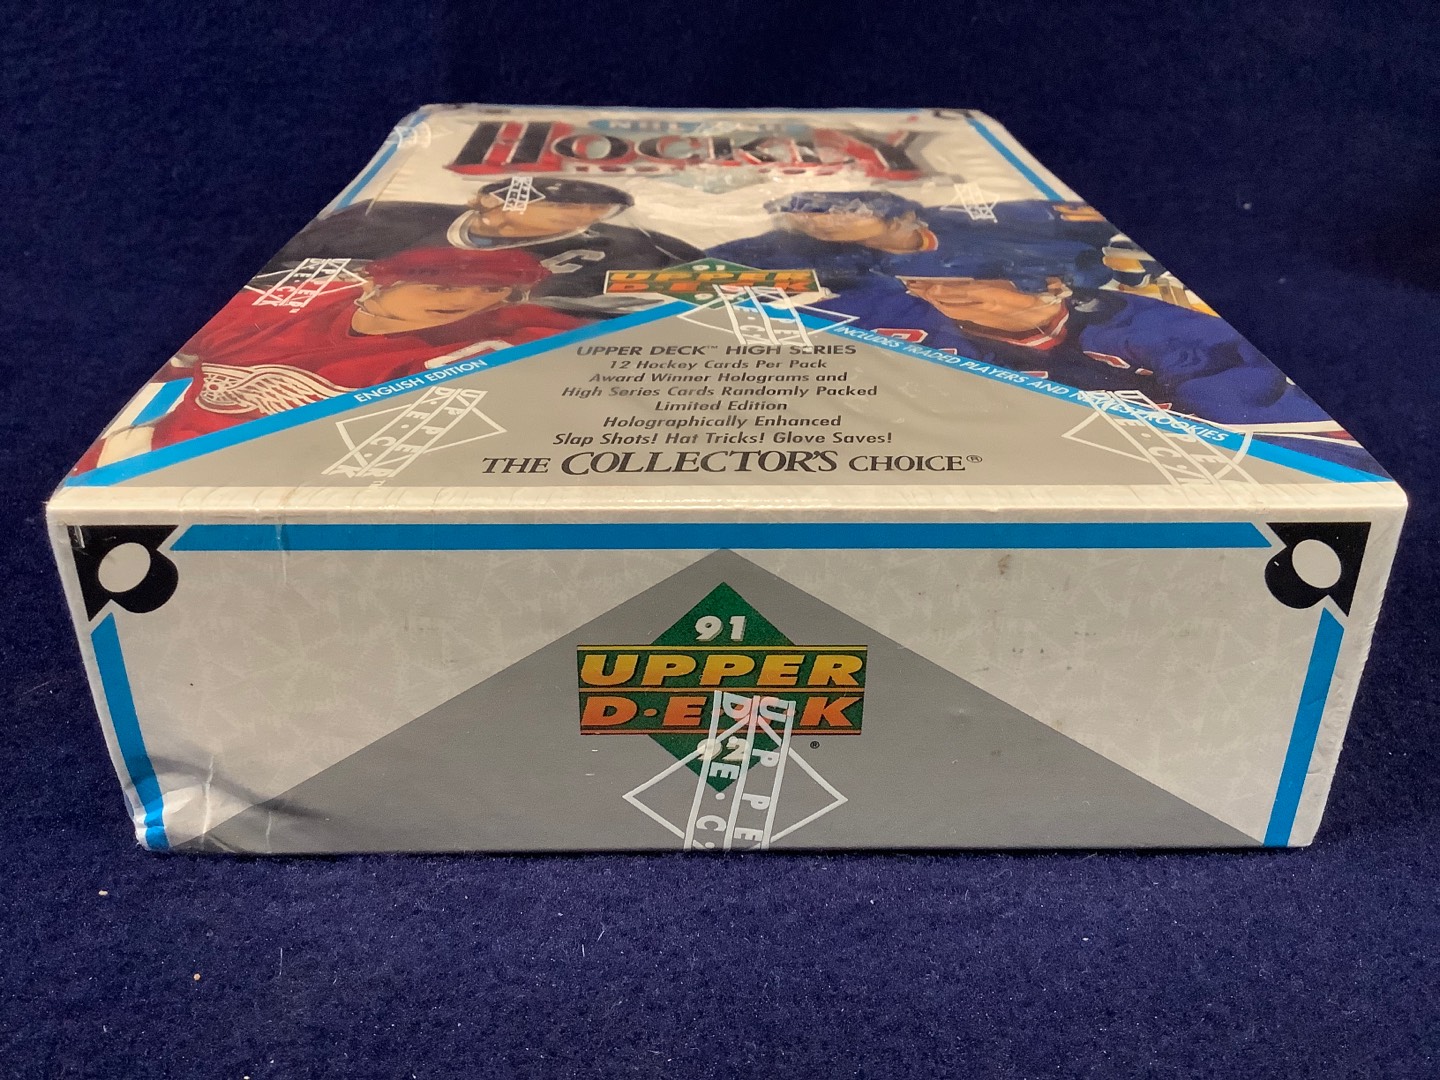 HOCKEY
91
UPPER
D·E·C·K
ENGLISH EDITION
INCLUDES TRADED PLAYERS AND
ROOKIES
UPPER DECK™ HIGH SERIES
12 Hockey Cards Per Pack
Award Winner Holograms and
High Series Cards Randomly Packed
Limited Edition
Holographically Enhanced
Slap Shots! Hat Tricks! Glove Saves!
THE COLLECTOR'S CHOICE®
91
UPPER
D·E·C·K
92
®